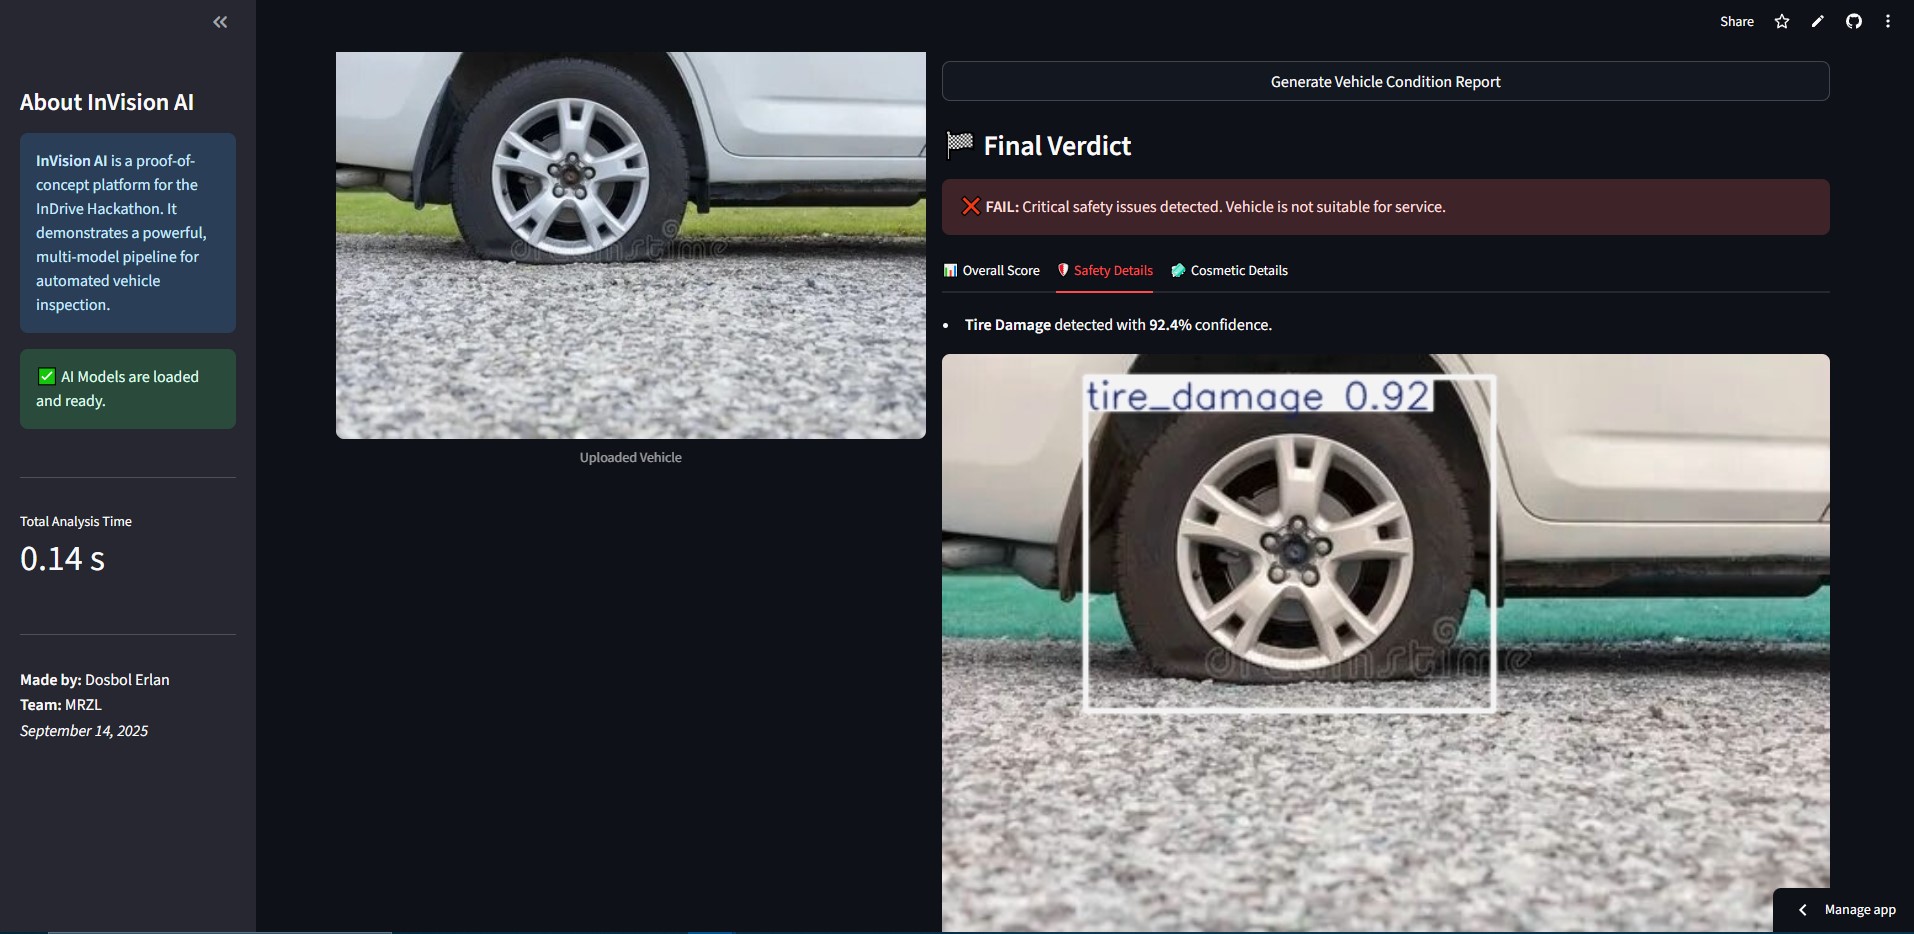 Share
About InVision AI
InVision AI is a proof-of-
concept platform for the
InDrive Hackathon. It
demonstrates a powerful,
multi-model pipeline for
automated vehicle
inspection.
AI Models are loaded
and ready.
Total Analysis Time
0.14 s
Made by: Dosbol Erlan
Team: MRZL
September 14, 2025
dreamstime
Uploaded Vehicle
Generate Vehicle Condition Report
Final Verdict
FAIL: Critical safety issues detected. Vehicle is not suitable for service.
Overall Score
Safety Details
Cosmetic Details
Tire Damage detected with 92.4% confidence.
tire_damage 0.92
dreamstime
Manage app